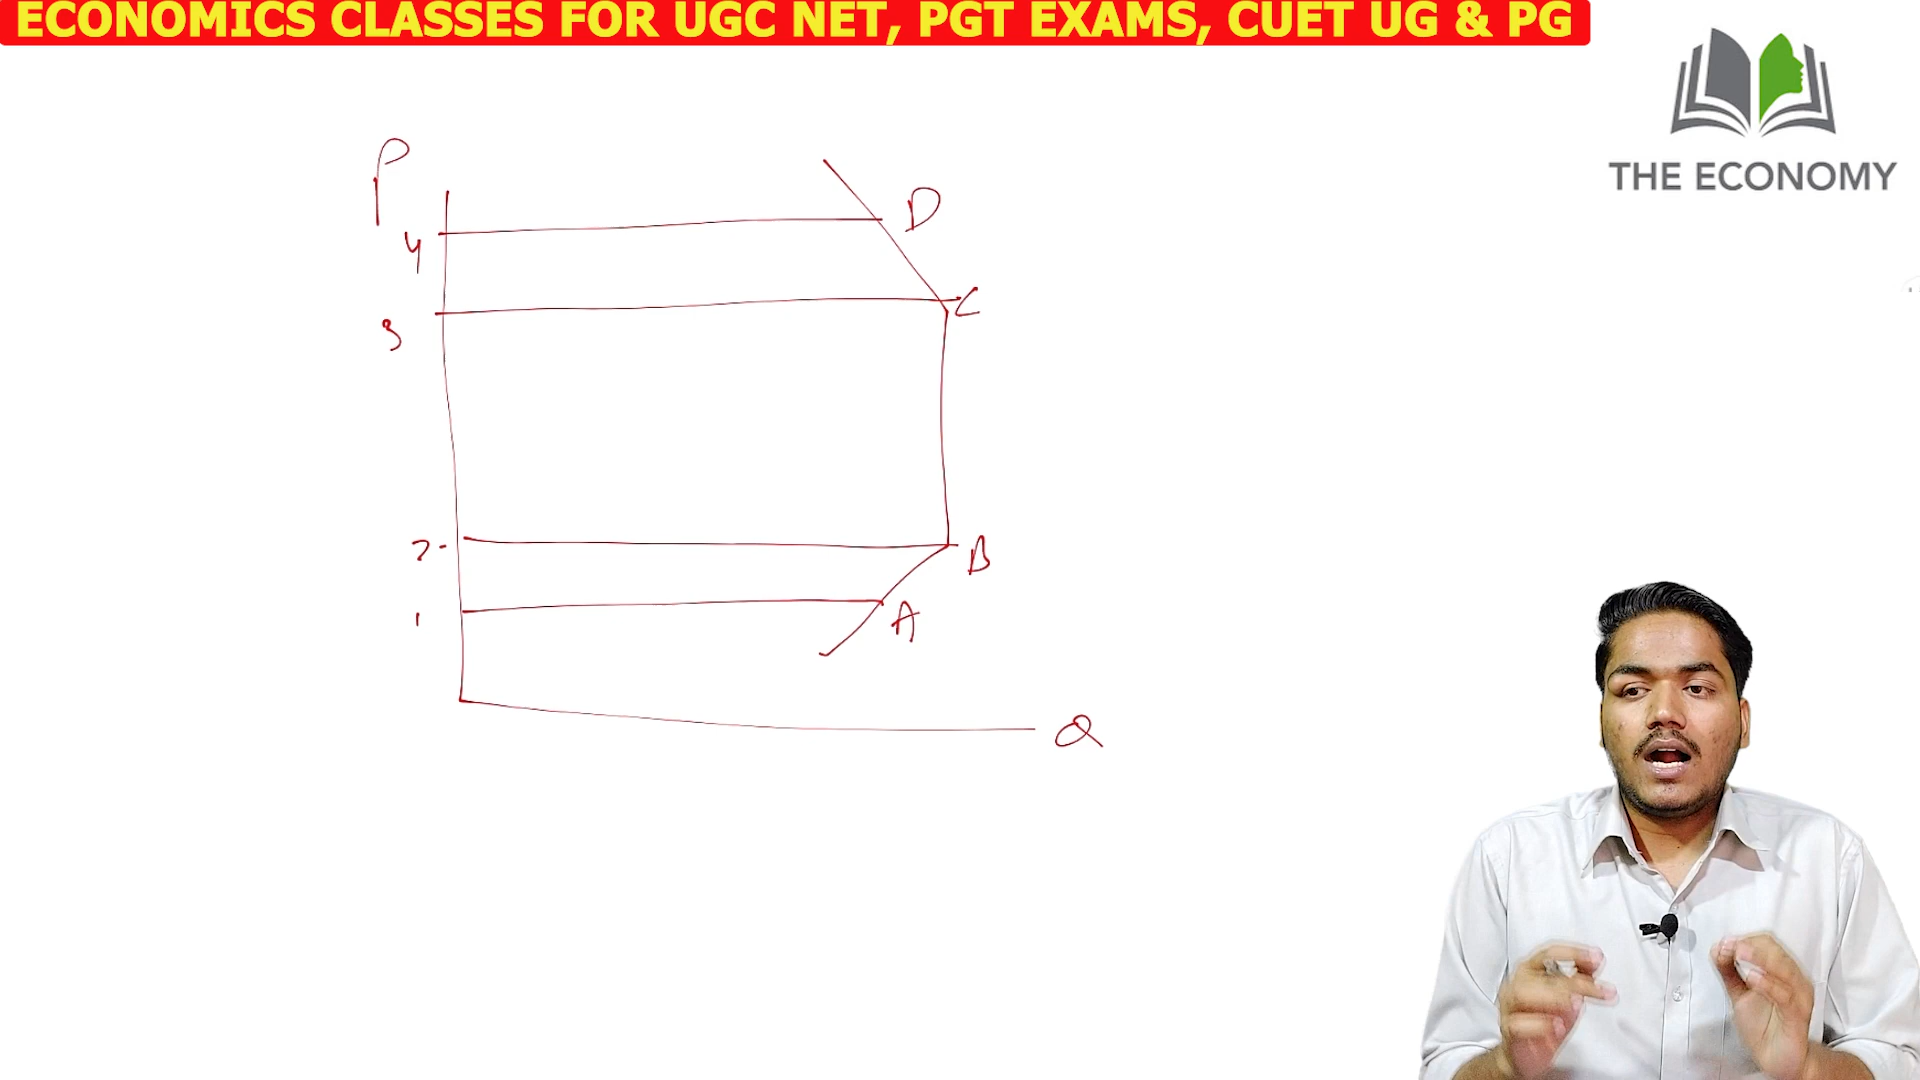 ECONOMICS CLASSES FOR UGC NET, PGT EXAMS, CUET UG & PG
THE ECONOMY
P
4
D
3
C
2
B
1
A
Q